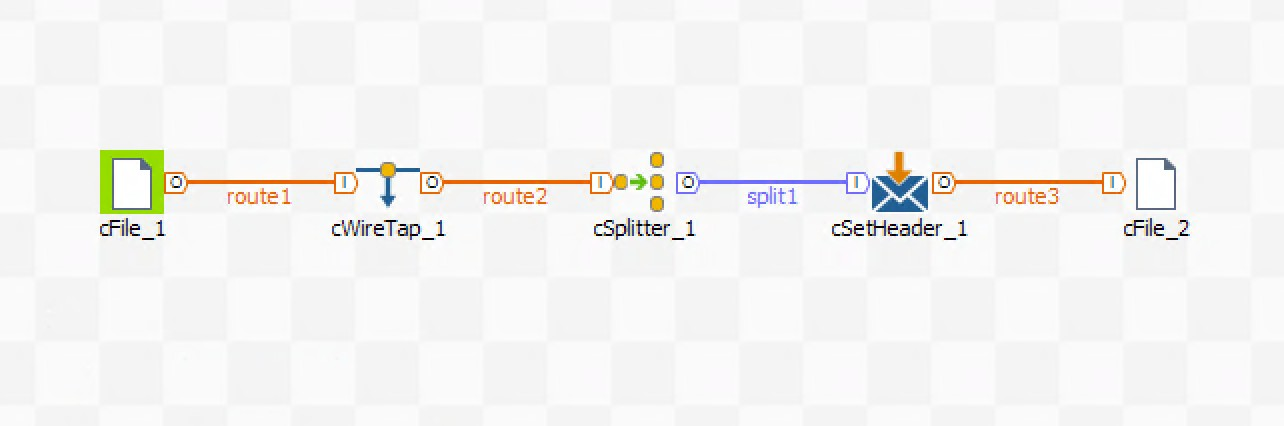 O I O I O I O I
route1 route2 split1 route3
cFile_1 cWireTap_1 cSplitter_1 cSetHeader_1 cFile_2